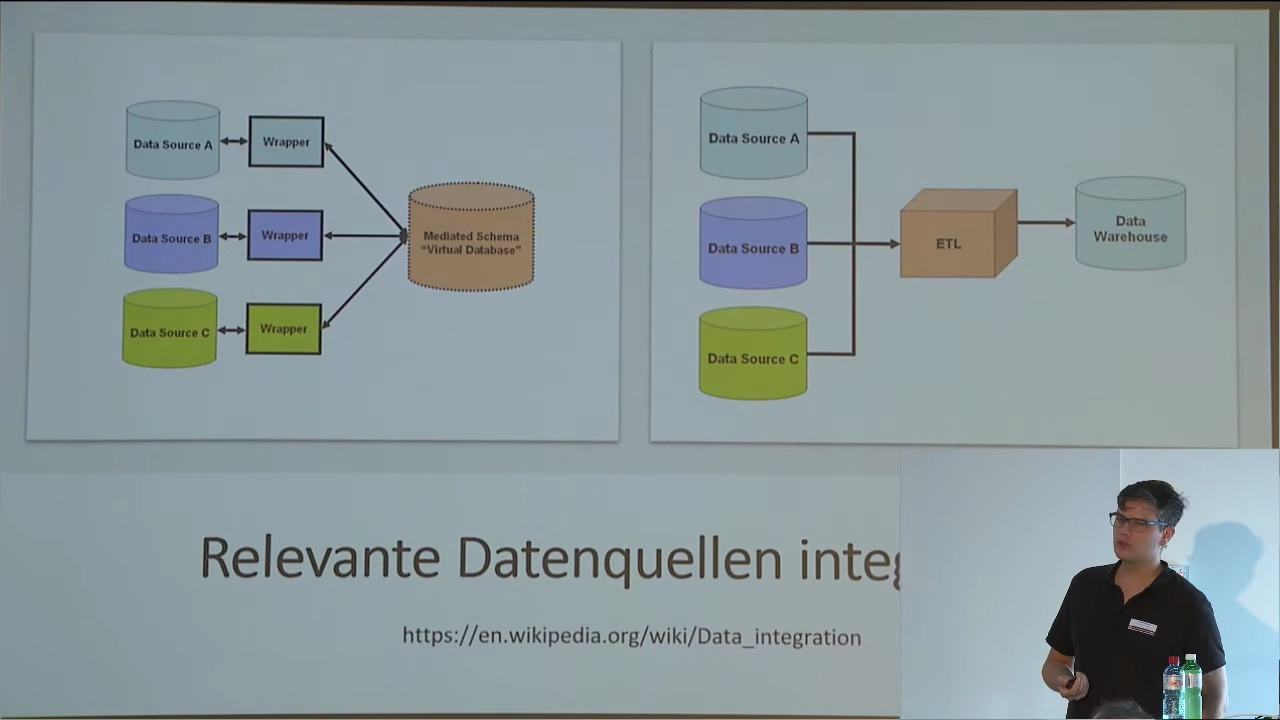 Data Source A
Wrapper
Data Source B
Wrapper
Mediated Schema
“Virtual Database”
Data Source C
Wrapper
Data Source A
Data Source B
Data Source C
ETL
Data
Warehouse
Relevante Datenquellen integ
https://en.wikipedia.org/wiki/Data_integration